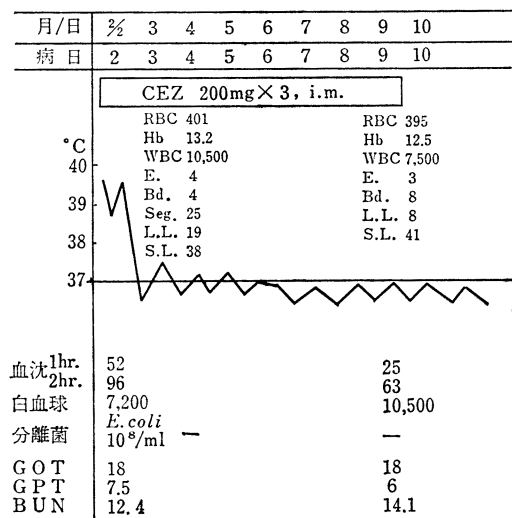 月/日 2/2 3 4 5 6 7 8 9 10
病日 2 3 4 5 6 7 8 9 10
CEZ 200mg×3, i.m.
RBC 401 RBC 395
Hb 13.2 Hb 12.5
WBC 10,500 WBC 7,500
E. 4 E. 3
Bd. 4 Bd. 8
Seg. 25 L.L. 8
L.L. 19 S.L. 41
S.L. 38
°C
40
39
38
37
血沈 1hr. 52 25
2hr. 96 63
白血球 7,200 10,500
分離菌 E. coli 10⁸/ml — —
GOT 18 18
GPT 7.5 6
BUN 12.4 14.1